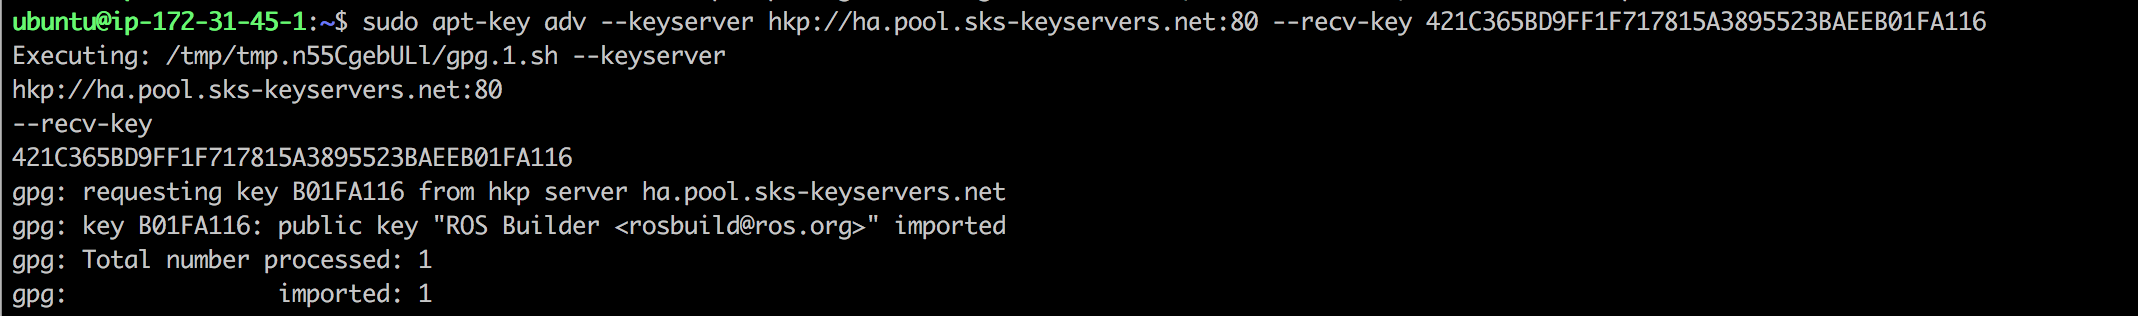 ubuntu@ip-172-31-45-1:~$ sudo apt-key adv --keyserver hkp://ha.pool.sks-keyservers.net:80 --recv-key 421C365BD9FF1F717815A3895523BAEEB01FA116
Executing: /tmp/tmp.n55CgebULl/gpg.1.sh --keyserver
hkp://ha.pool.sks-keyservers.net:80
--recv-key
421C365BD9FF1F717815A3895523BAEEB01FA116
gpg: requesting key B01FA116 from hkp server ha.pool.sks-keyservers.net
gpg: key B01FA116: public key "ROS Builder <rosbuild@ros.org>" imported
gpg: Total number processed: 1
gpg:               imported: 1